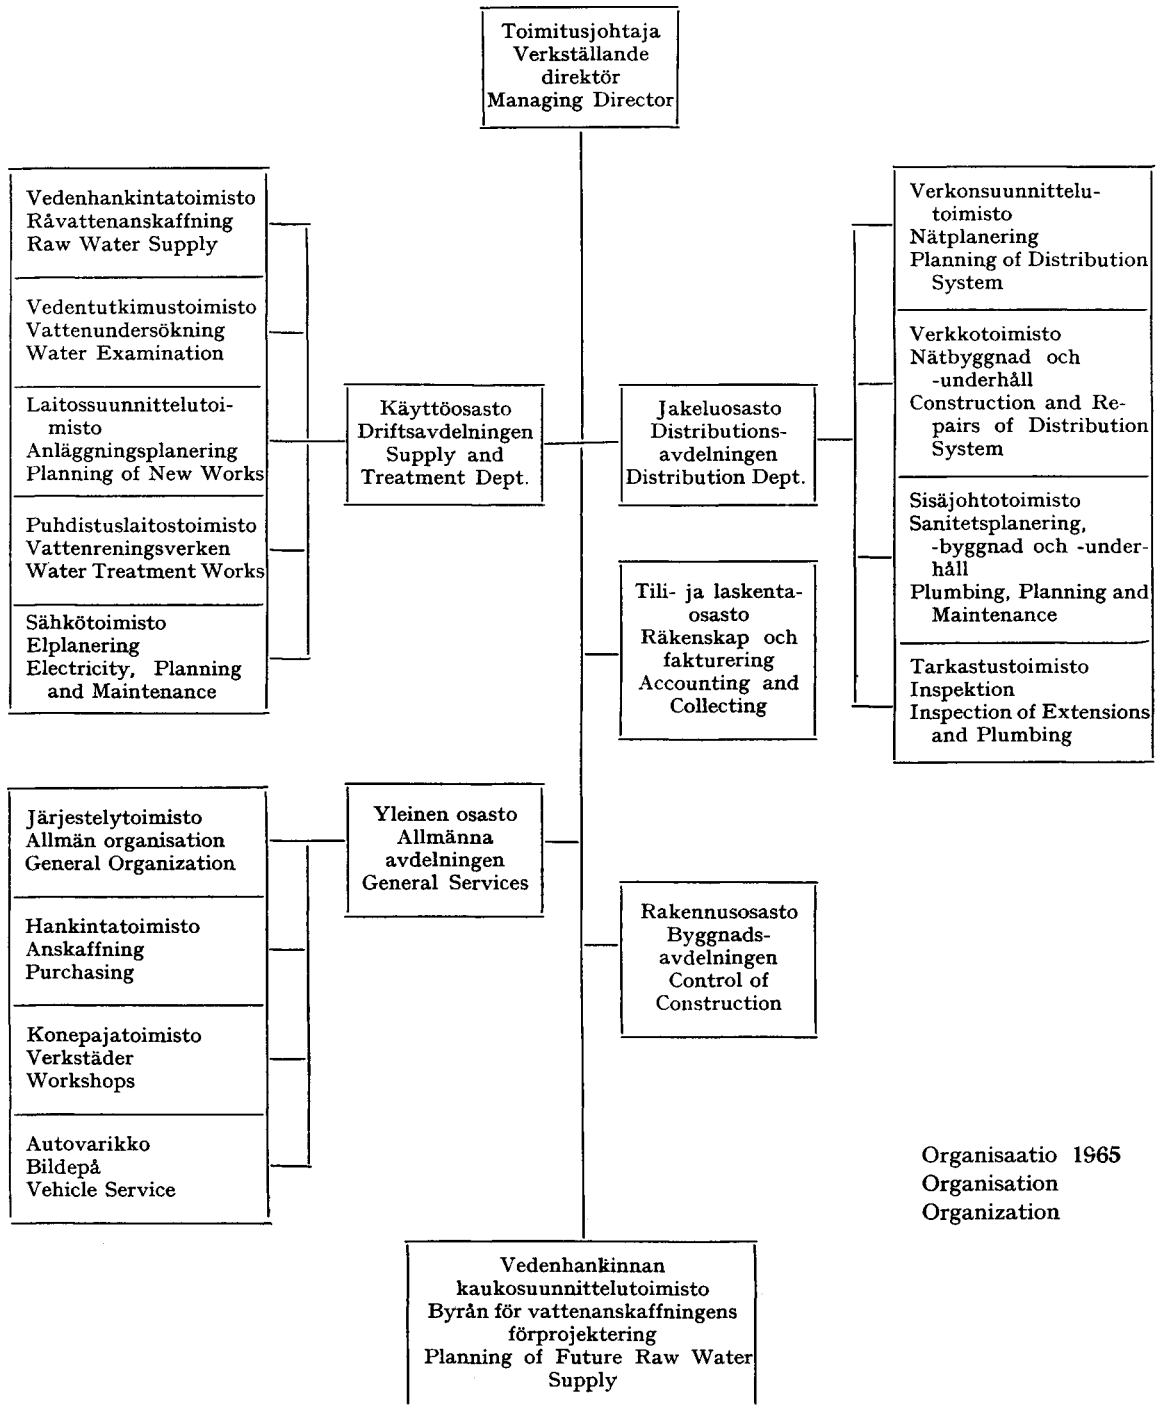 Toimitusjohtaja
Verkställande
direktör
Managing Director
Vedenhankintatoimisto
Råvattenanskaffning
Raw Water Supply
Vedentutkimustoimisto
Vattenundersökning
Water Examination
Laitossuunnittelutoi-
misto
Anläggningsplanering
Planning of New Works
Puhdistuslaitostoimisto
Vattenreningsverken
Water Treatment Works
Sähkötoimisto
Elplanering
Electricity, Planning
and Maintenance
Käyttöosasto
Driftsavdelningen
Supply and
Treatment Dept.
Jakeluosasto
Distributions-
avdelningen
Distribution Dept.
Verkonsuunnittelu-
toimisto
Nätplanering
Planning of Distribution
System
Verkkotoimisto
Nätbyggnad och
-underhåll
Construction and Re-
pairs of Distribution
System
Sisäjohtotoimisto
Sanitetsplanering,
-byggnad och -under-
håll
Plumbing, Planning and
Maintenance
Tarkastustoimisto
Inspektion
Inspection of Extensions
and Plumbing
Tili- ja laskenta-
osasto
Räkenskap och
fakturering
Accounting and
Collecting
Järjestelytoimisto
Allmän organisation
General Organization
Hankintatoimisto
Anskaffning
Purchasing
Konepajatoimisto
Verkstäder
Workshops
Autovarikko
Bildepå
Vehicle Service
Yleinen osasto
Allmänna
avdelningen
General Services
Rakennusosasto
Byggnads-
avdelningen
Control of
Construction
Organisaatio 1965
Organisation
Organization
Vedenhankinnan
kaukosuunnittelutoimisto
Byrån för vattenanskaffningens
förprojektering
Planning of Future Raw Water
Supply